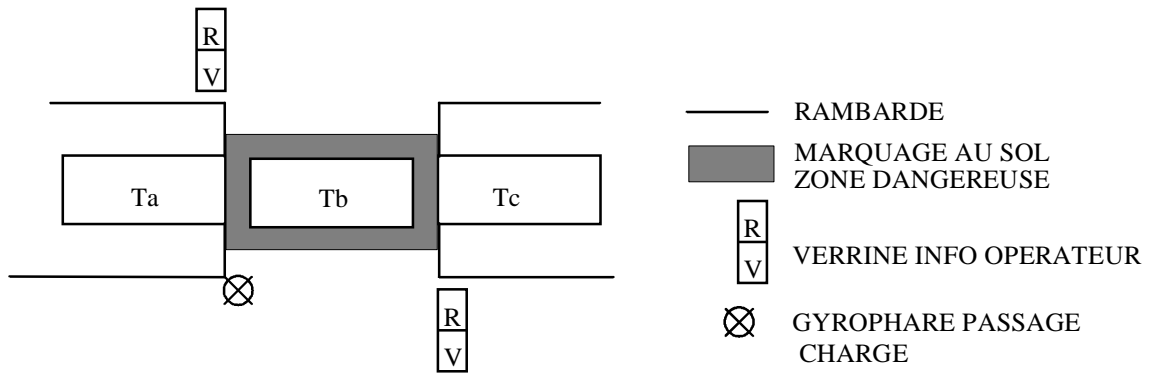 R
V
Ta
Tb
Tc
R
V
RAMBARDE
MARQUAGE AU SOL
ZONE DANGEREUSE
R
V
VERRINE INFO OPERATEUR
GYROPHARE PASSAGE
CHARGE